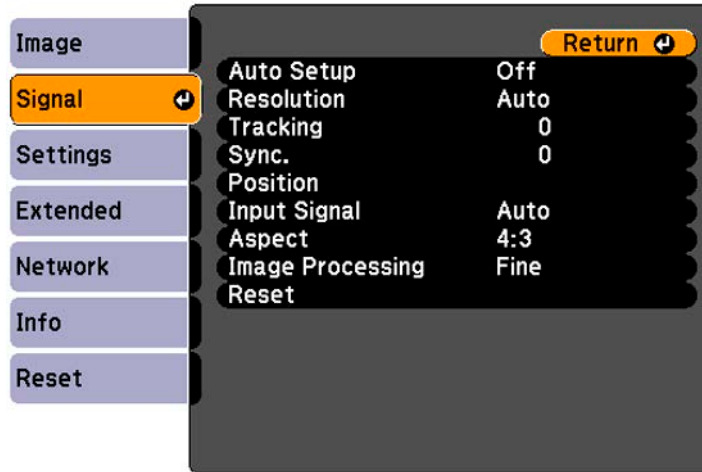 Image
Signal
Settings
Extended
Network
Info
Reset
Return
Auto Setup Off
Resolution Auto
Tracking 0
Sync. 0
Position
Input Signal Auto
Aspect 4:3
Image Processing Fine
Reset